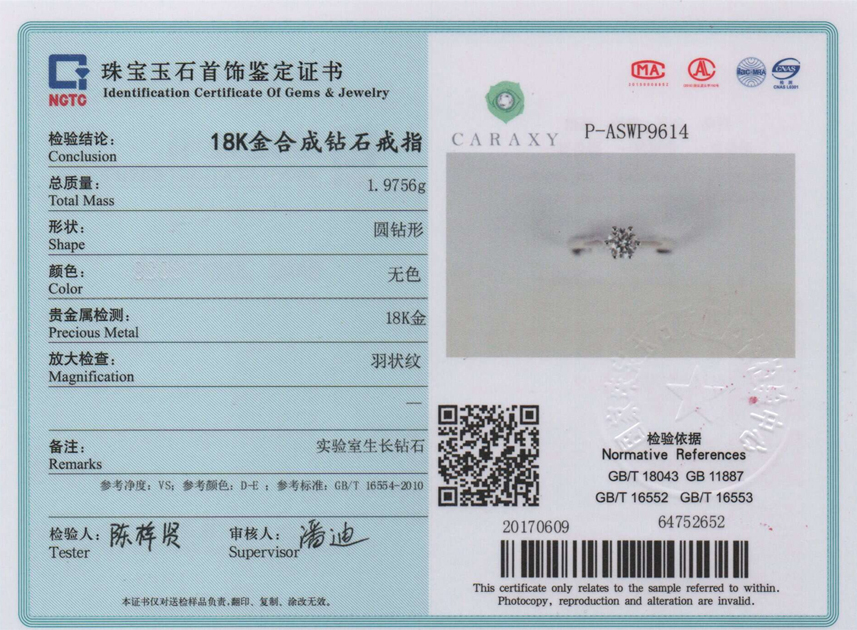 NGTC
珠宝玉石首饰鉴定证书
Identification Certificate Of Gems & Jewelry
检验结论:
Conclusion
18K金合成钻石戒指
总质量:
Total Mass
1.9756g
形状:
Shape
圆钻形
颜色:
Color
无色
贵金属检测:
Precious Metal
18K金
放大检查:
Magnification
羽状纹
—
备注:
Remarks
实验室生长钻石
参考净度: VS; 参考颜色: D-E ; 参考标准: GB/T 16554-2010
检验人: 陈梓贤
Tester
审核人: 潘迪
Supervisor
本证书仅对送检样品负责,翻印、复制、涂改无效。
MA
AL
ilac-MRA
CNAS
CARAXY
P-ASWP9614
检验依据
Normative References
GB/T 18043 GB 11887
GB/T 16552 GB/T 16553
20170609
64752652
This certificate only relates to the sample referred to within.
Photocopy, reproduction and alteration are invalid.